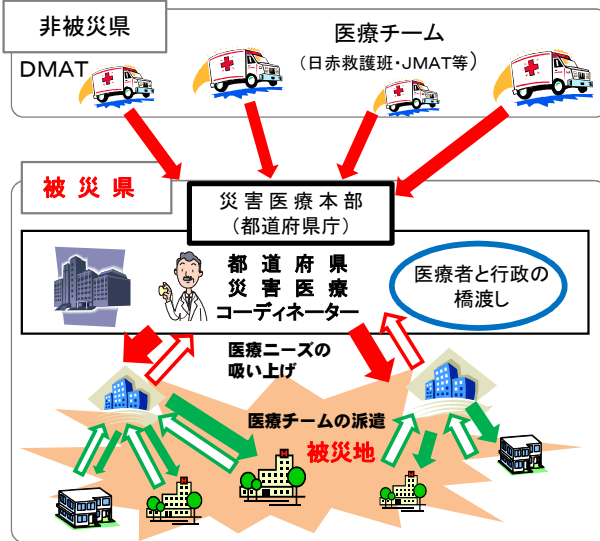 非被災県
DMAT
医療チーム
（日赤救護班・JMAT等）
被災県
災害医療本部
（都道府県庁）
都道府県
災害医療
コーディネーター
医療者と行政の
橋渡し
医療ニーズの
吸い上げ
医療チームの派遣
被災地